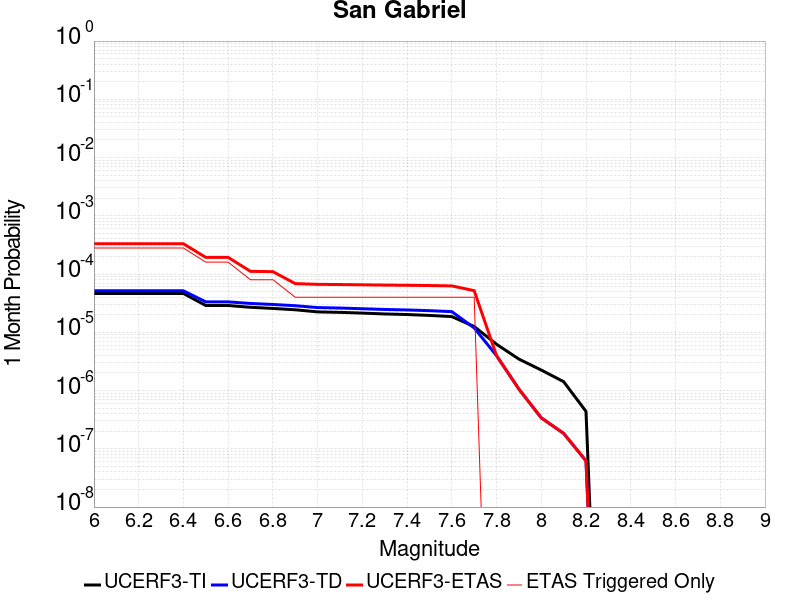 San Gabriel
10^0
10^-1
10^-2
10^-3
10^-4
10^-5
10^-6
10^-7
10^-8
1 Month Probability
6 6.2 6.4 6.6 6.8 7 7.2 7.4 7.6 7.8 8 8.2 8.4 8.6 8.8 9
Magnitude
UCERF3-TI UCERF3-TD UCERF3-ETAS ETAS Triggered Only